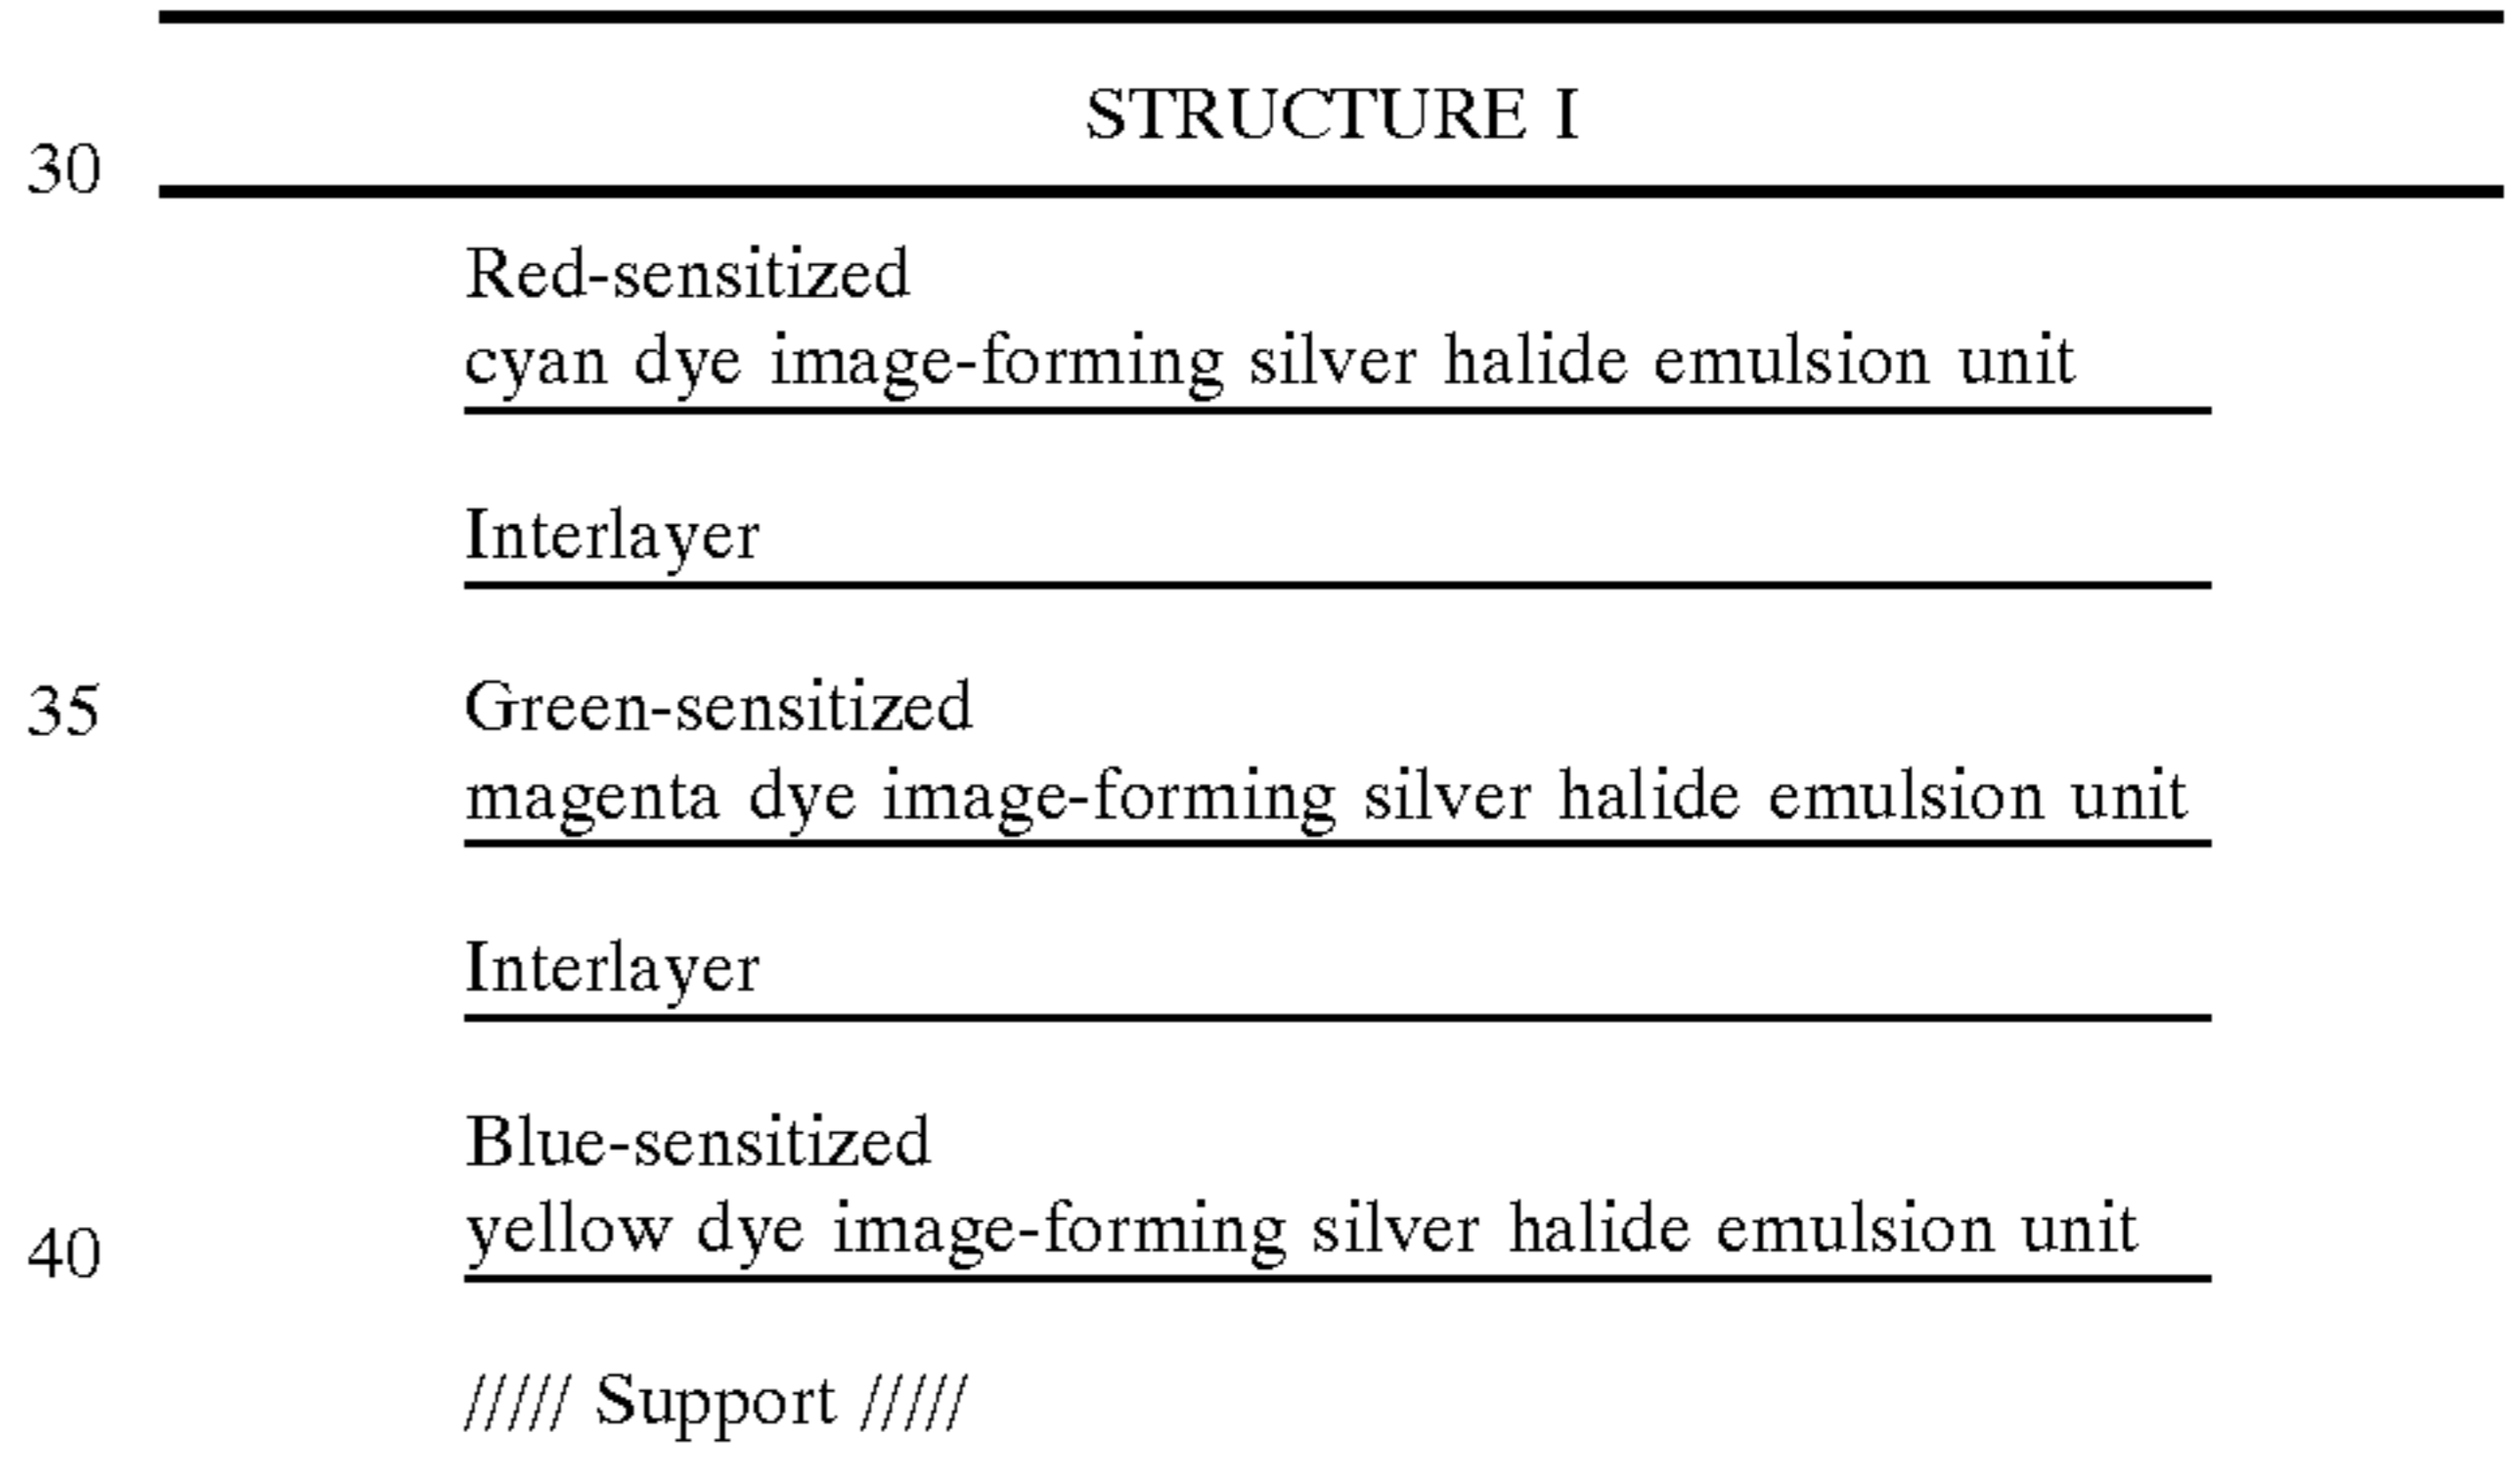 STRUCTURE I
30
Red-sensitized
cyan dye image-forming silver halide emulsion unit
Interlayer
35 Green-sensitized
magenta dye image-forming silver halide emulsion unit
Interlayer
Blue-sensitized
40 yellow dye image-forming silver halide emulsion unit
///// Support /////